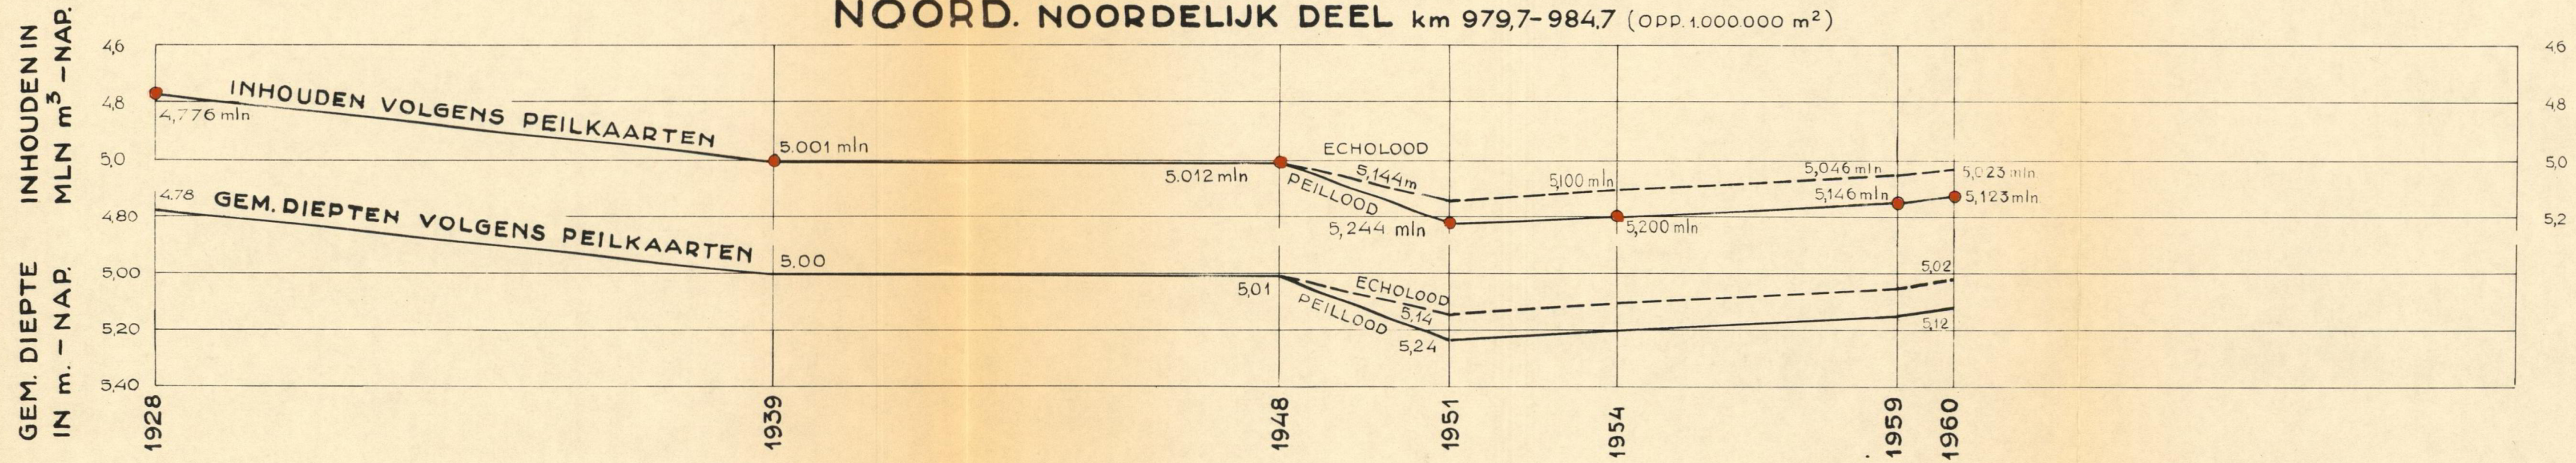 NOORD. NOORDELIJK DEEL km 979,7-984,7 (OPP. 1.000.000 m²)
INHOUDEN IN
MLN m³ -NAP.
4,6
4,8
5,0
4,80
5,00
5,20
5,40
GEM. DIEPTE
IN m. - NAP.
INHOUDEN VOLGENS PEILKAARTEN
4,776 mln
5.001 mln
5.012 mln
ECHOLOOD
5,144m
PEILLOOD
5,244 mln
5,100 mln
5,200 mln
5,046 mln
5,146 mln
5,023 mln
5,123 mln
4.78
GEM. DIEPTEN VOLGENS PEILKAARTEN
5.00
5,01
ECHOLOOD
5.14
PEILLOOD
5,24
5,02
5,12
4,6
4,8
5,0
5,2
1928
1939
1948
1951
1954
1959
1960